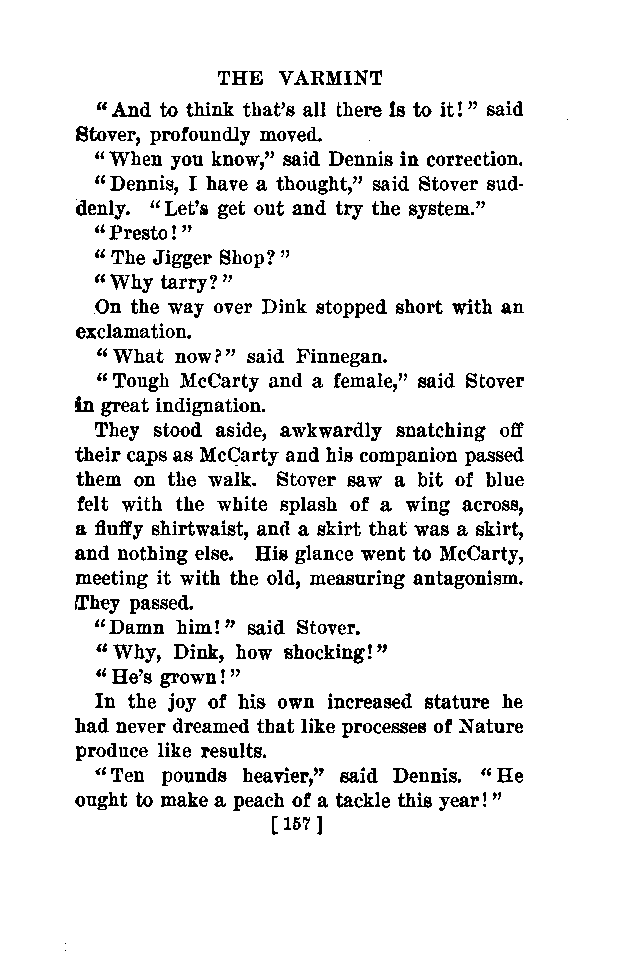 THE VARMINT
"And to think that's all there is to it!" said
Stover, profoundly moved.
"When you know," said Dennis in correction.
"Dennis, I have a thought," said Stover sud-
denly. "Let's get out and try the system."
"Presto!"
"The Jigger Shop?"
"Why tarry?"
On the way over Dink stopped short with an
exclamation.
"What now?" said Finnegan.
"Tough McCarty and a female," said Stover
in great indignation.
They stood aside, awkwardly snatching off
their caps as McCarty and his companion passed
them on the walk. Stover saw a bit of blue
felt with the white splash of a wing across,
a fluffy shirtwaist, and a skirt that was a skirt,
and nothing else. His glance went to McCarty,
meeting it with the old, measuring antagonism.
They passed.
"Damn him!" said Stover.
"Why, Dink, how shocking!"
"He's grown!"
In the joy of his own increased stature he
had never dreamed that like processes of Nature
produce like results.
"Ten pounds heavier," said Dennis. "He
ought to make a peach of a tackle this year!"
[157]